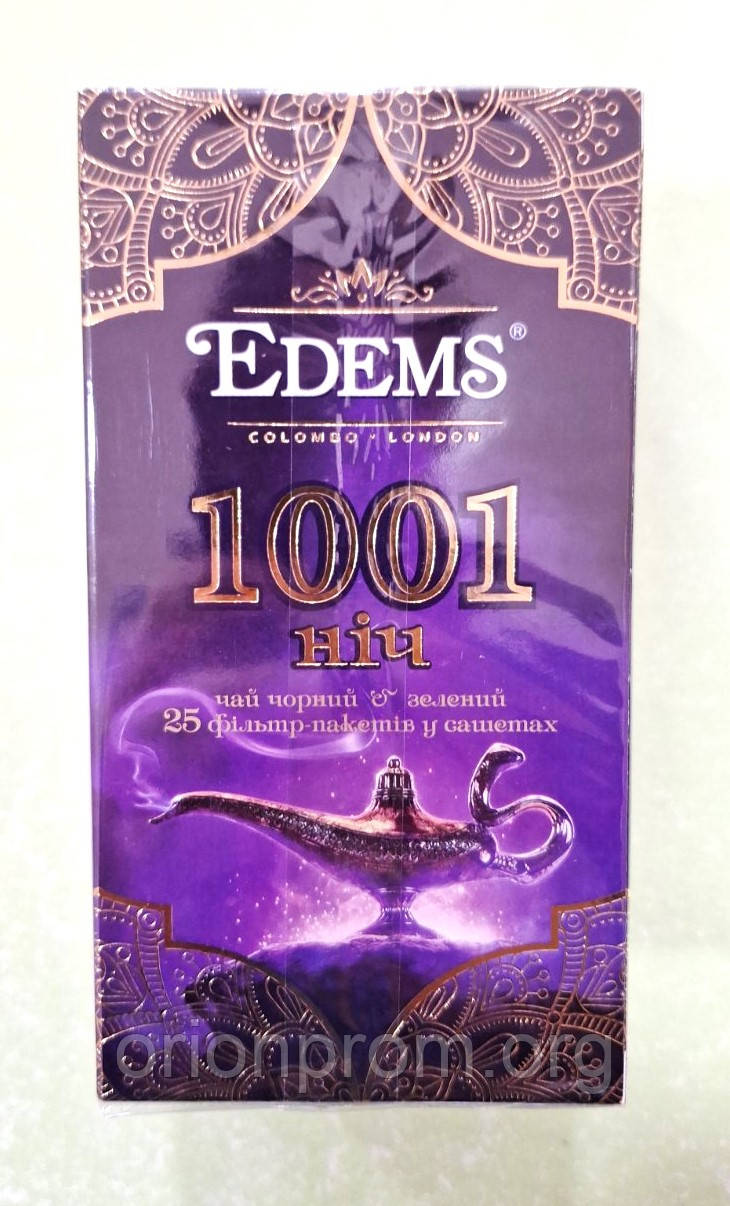 EDEMS®
COLOMBO · LONDON
1001
ніч
чай чорний & зелений
25 фільтр-пакетів у сашетах
orionprom.org